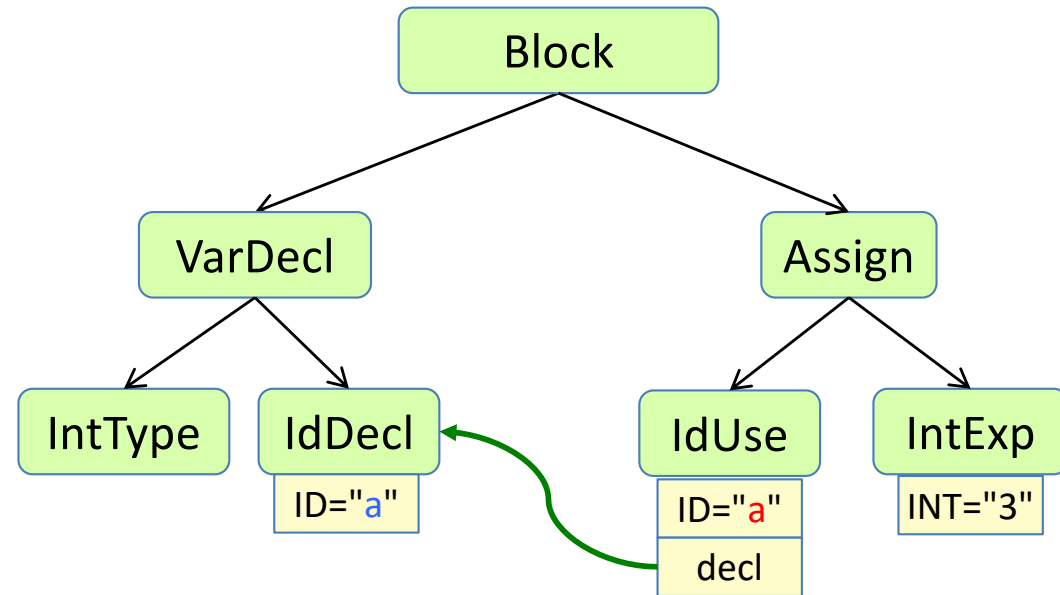 Block
VarDecl
Assign
IntType
IdDecl
IdUse
IntExp
ID="a"
ID="a"
INT="3"
decl